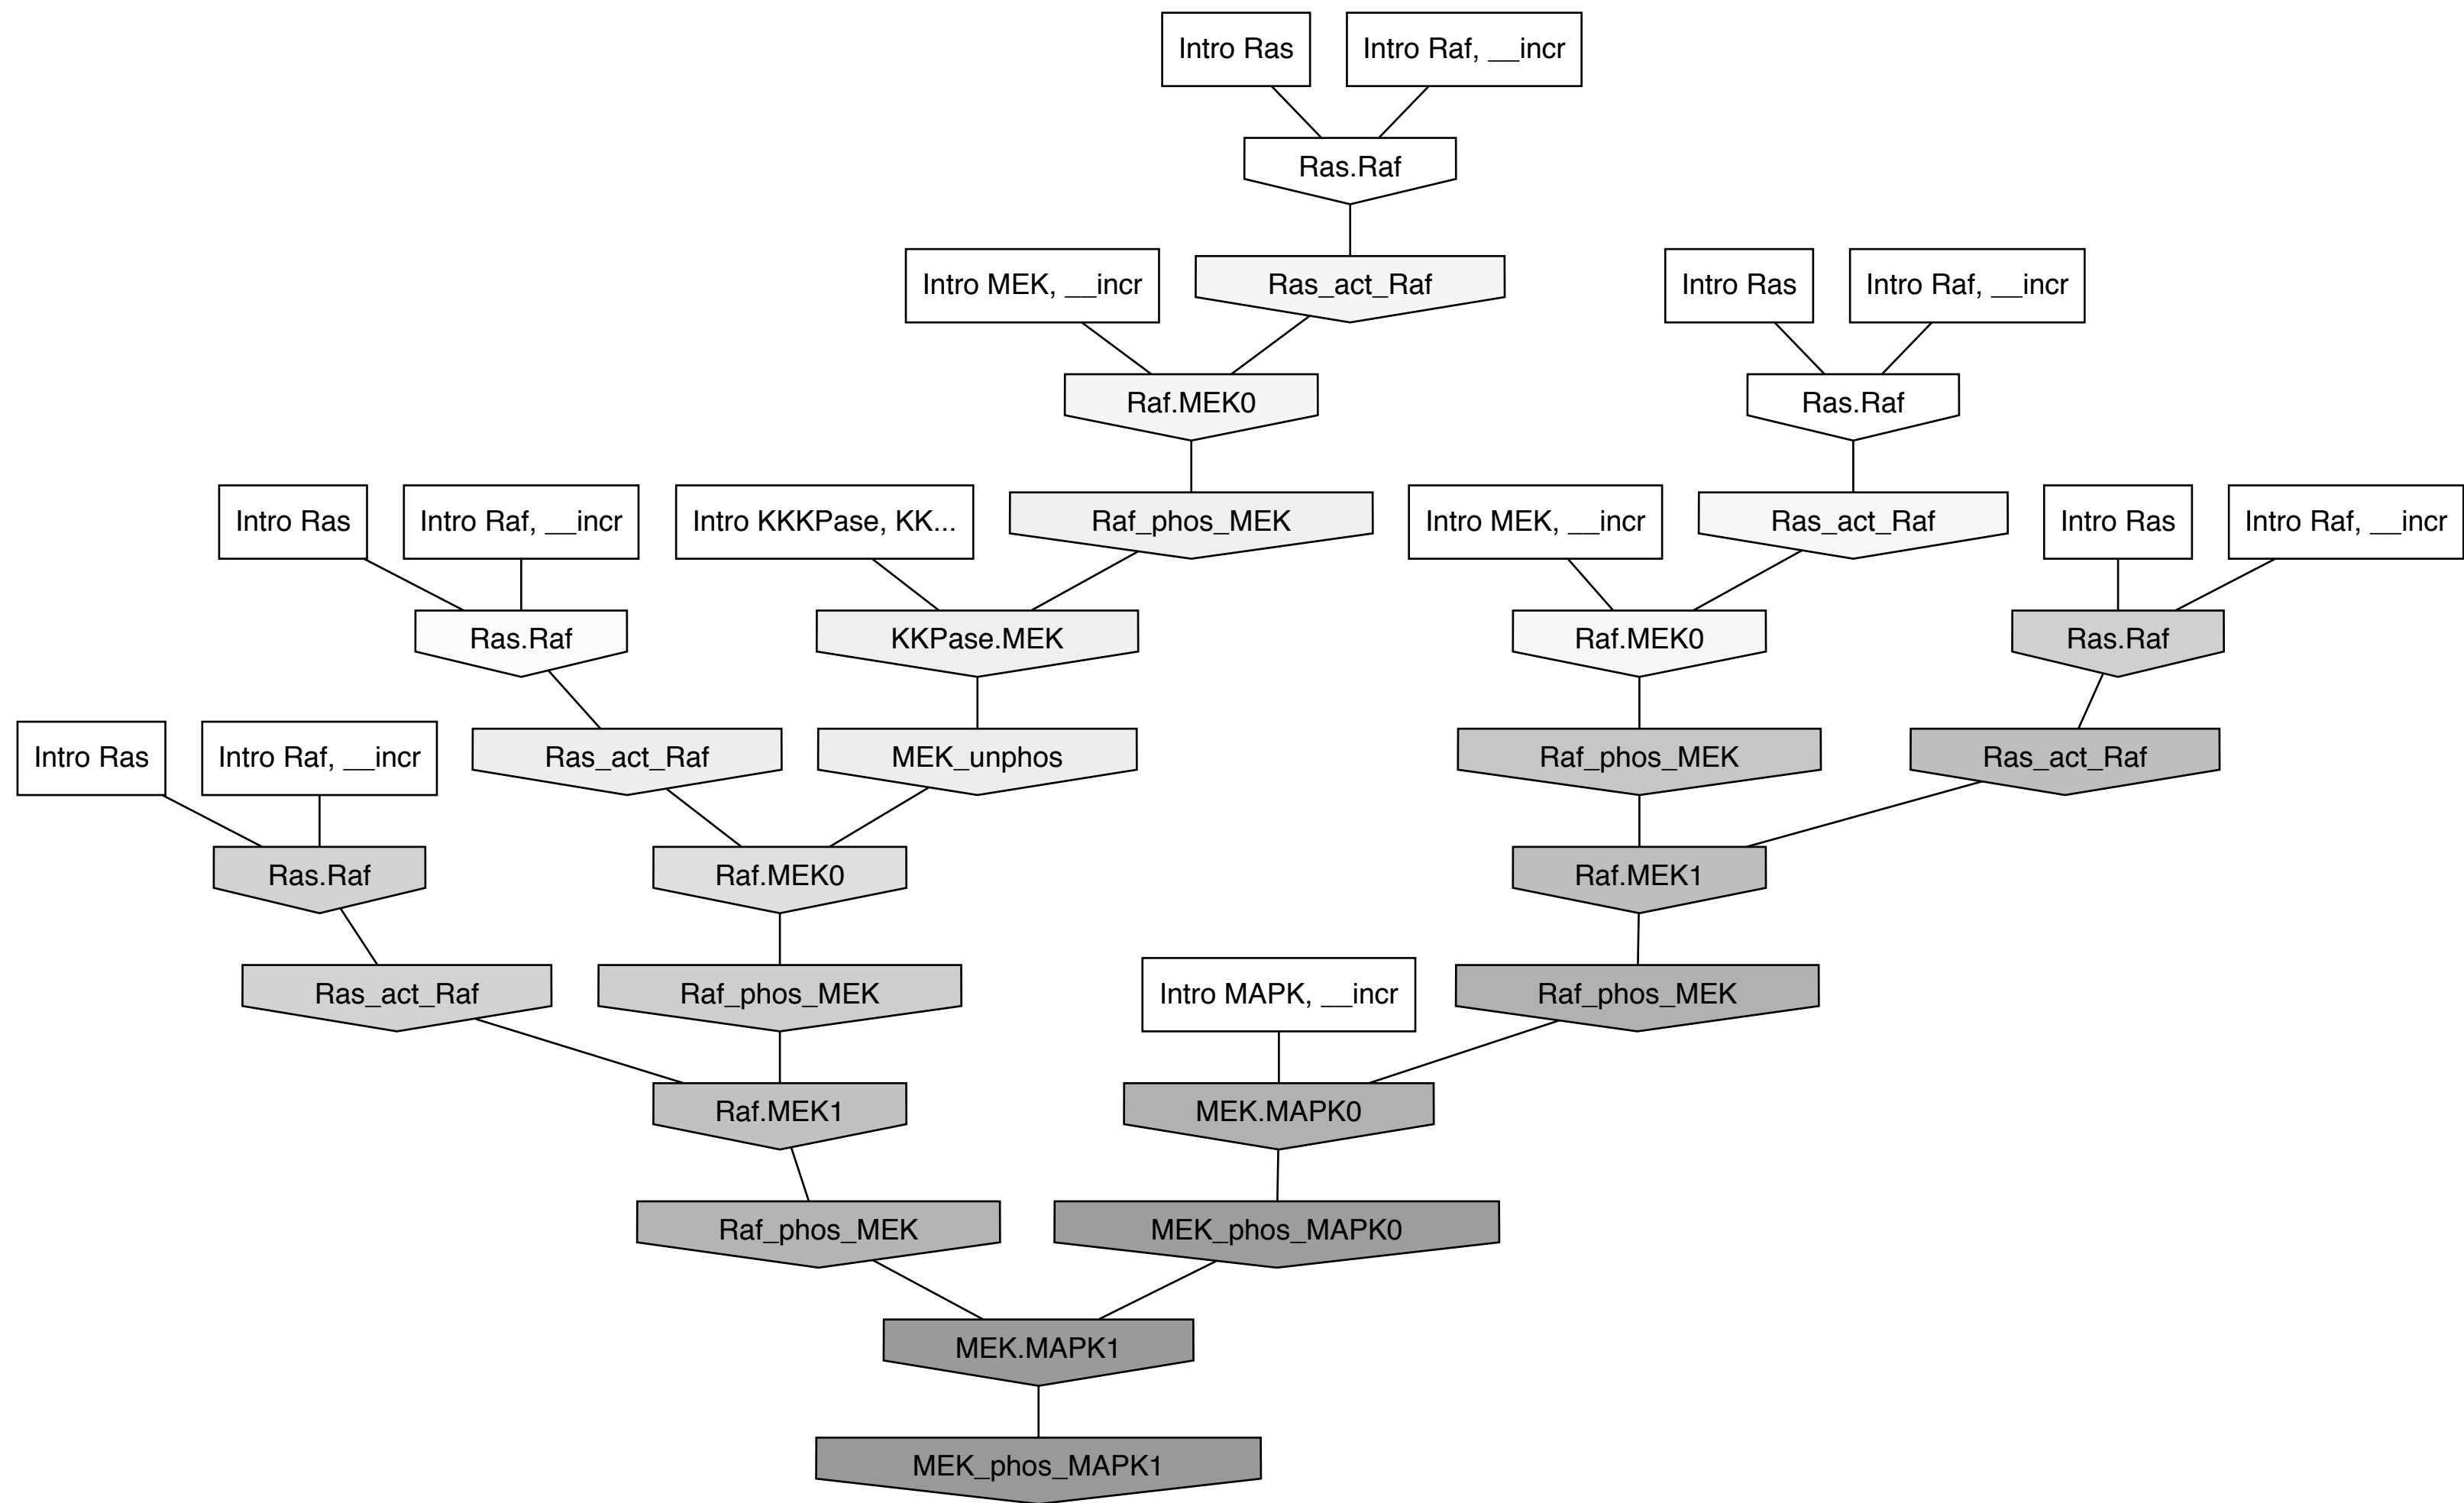 Intro Ras
Intro Raf, __incr
Ras.Raf
Intro MEK, __incr
Ras_act_Raf
Intro Ras
Intro Raf, __incr
Raf.MEK0
Ras.Raf
Intro Ras
Intro Raf, __incr
Intro KKKPase, KK...
Raf_phos_MEK
Intro MEK, __incr
Ras_act_Raf
Intro Ras
Intro Raf, __incr
Ras.Raf
KKPase.MEK
Raf.MEK0
Ras.Raf
Intro Ras
Intro Raf, __incr
Ras_act_Raf
MEK_unphos
Raf_phos_MEK
Ras_act_Raf
Ras.Raf
Raf.MEK0
Raf.MEK1
Ras_act_Raf
Raf_phos_MEK
Intro MAPK, __incr
Raf_phos_MEK
Raf.MEK1
MEK.MAPK0
Raf_phos_MEK
MEK_phos_MAPK0
MEK.MAPK1
MEK_phos_MAPK1